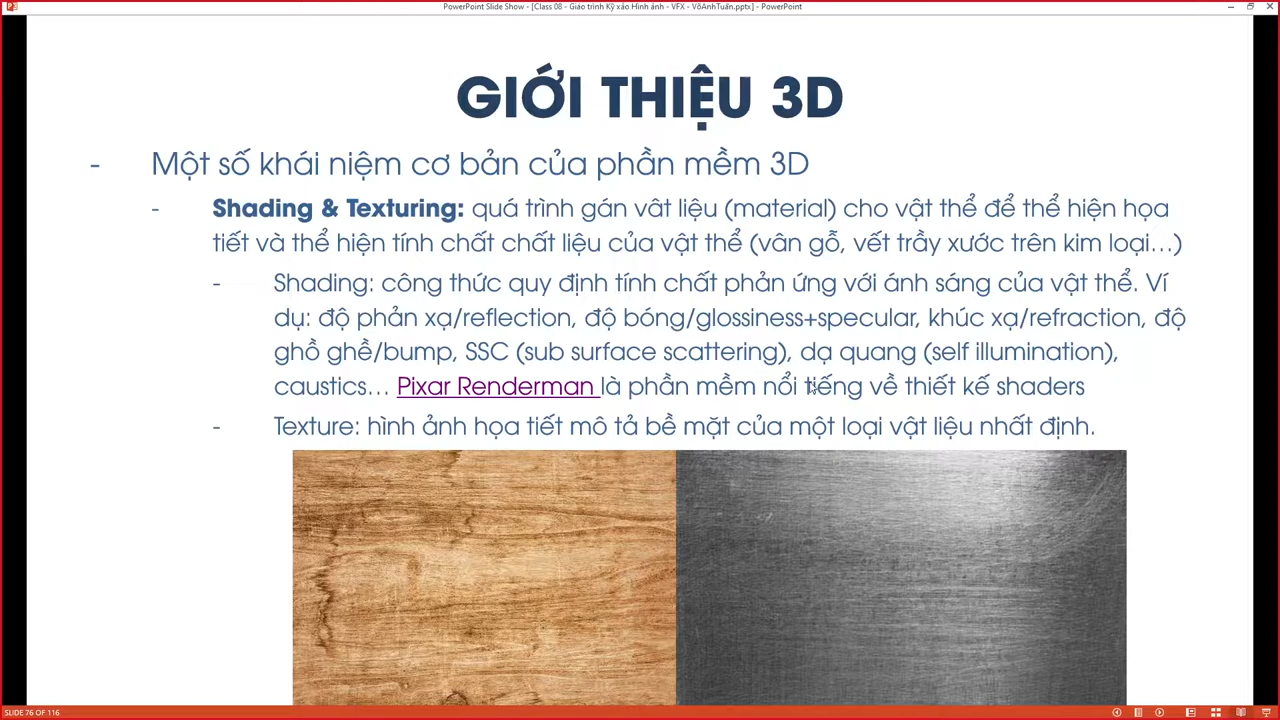 PowerPoint Slide Show - [Class 08 - Giáo trình Kỹ xảo Hình ảnh - VFX - VõAnhTuấn.pptx] - PowerPoint
GIỚI THIỆU 3D
- Một số khái niệm cơ bản của phần mềm 3D
- Shading & Texturing: quá trình gán vât liệu (material) cho vật thể để thể hiện họa
tiết và thể hiện tính chất chất liệu của vật thể (vân gỗ, vết trầy xước trên kim loại...)
- Shading: công thức quy định tính chất phản ứng với ánh sáng của vật thể. Ví
dụ: độ phản xạ/reflection, độ bóng/glossiness+specular, khúc xạ/refraction, độ
ghồ ghề/bump, SSC (sub surface scattering), dạ quang (self illumination),
caustics... Pixar Renderman là phần mềm nổi tiếng về thiết kế shaders
- Texture: hình ảnh họa tiết mô tả bề mặt của một loại vật liệu nhất định.
SLIDE 76 OF 116